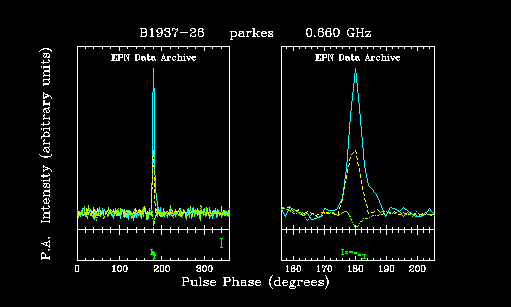 B1937-26 parkes 0.660 GHz
EPN Data Archive EPN Data Archive
P.A. Intensity (arbitrary units)
0 100 200 300 160 170 180 190 200
Pulse Phase (degrees)